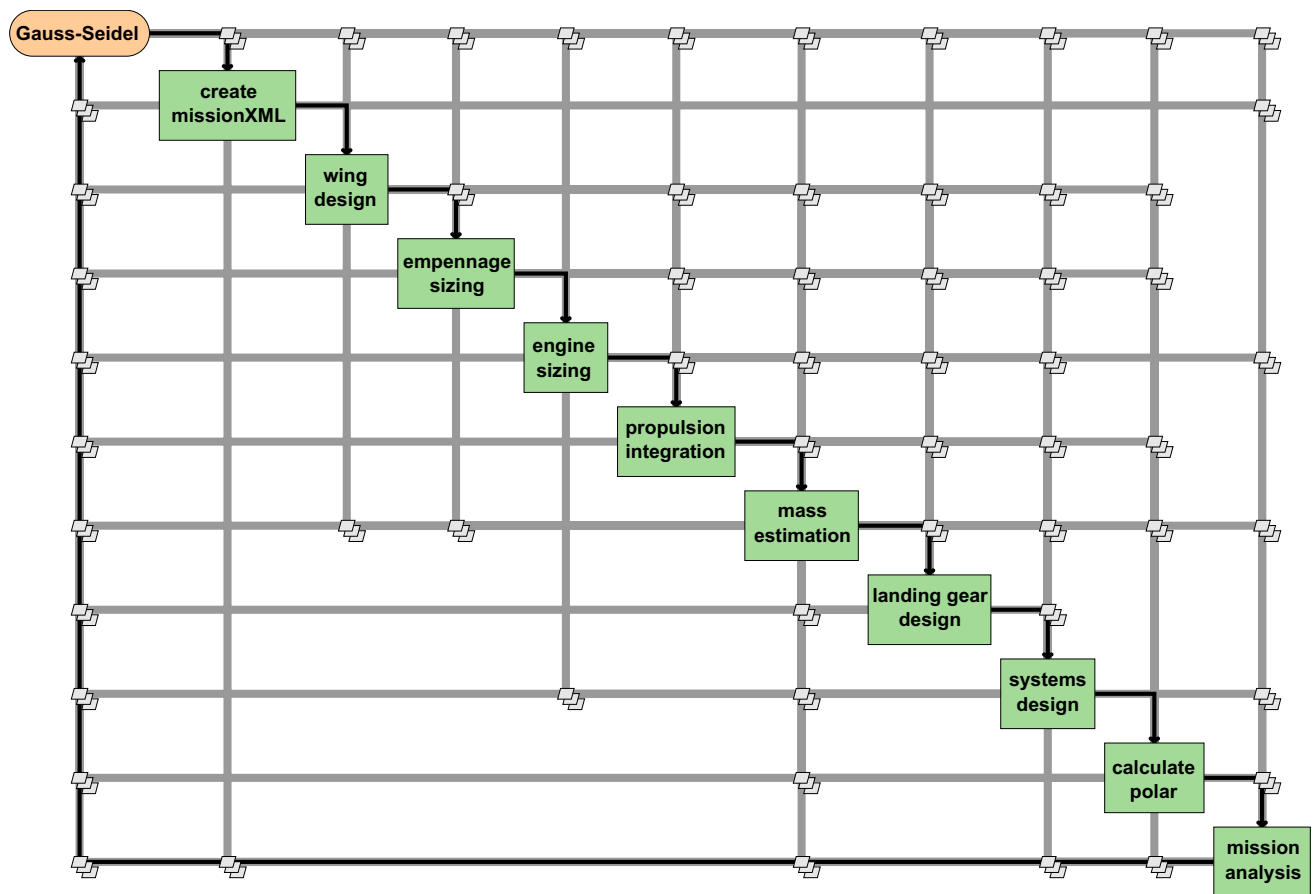 Gauss-Seidel
create
missionXML
wing
design
empennage
sizing
engine
sizing
propulsion
integration
mass
estimation
landing gear
design
systems
design
calculate
polar
mission
analysis